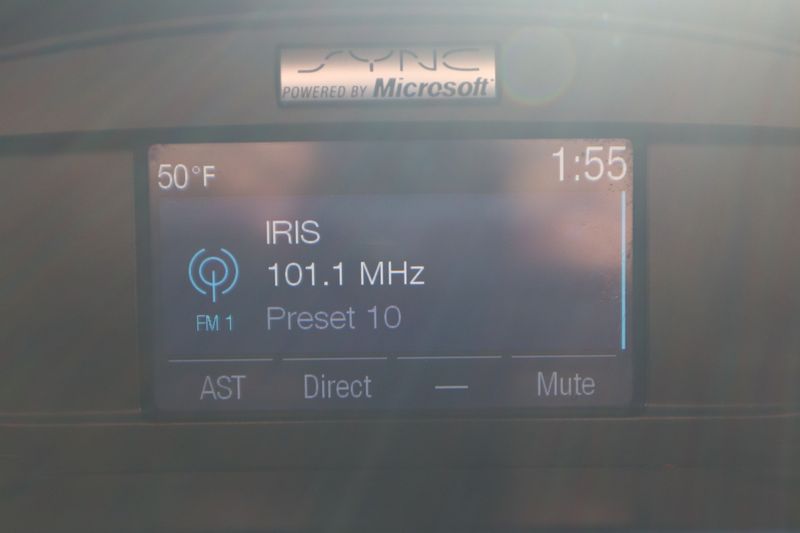 SYNC
POWERED BY Microsoft
50°F
1:55
IRIS
101.1 MHz
FM 1
Preset 10
AST Direct — Mute